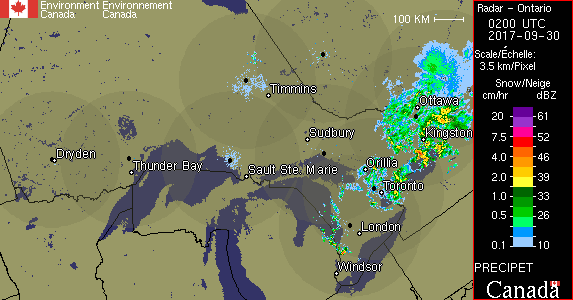 Environment Environnement
Canada Canada
100 KM
Timmins
Ottawa
Sudbury
Kingston
Dryden
Thunder Bay
Sault Ste. Marie
Orillia
Toronto
London
Windsor
Radar - Ontario
0200 UTC
2017-09-30
Scale/Échelle:
3.5 km/Pixel
Snow/Neige
cm/hr dBZ
20 61
7.5 52
4.0 46
2.0 39
1.0 33
0.5 26
0.1 10
PRECIPET
Canada